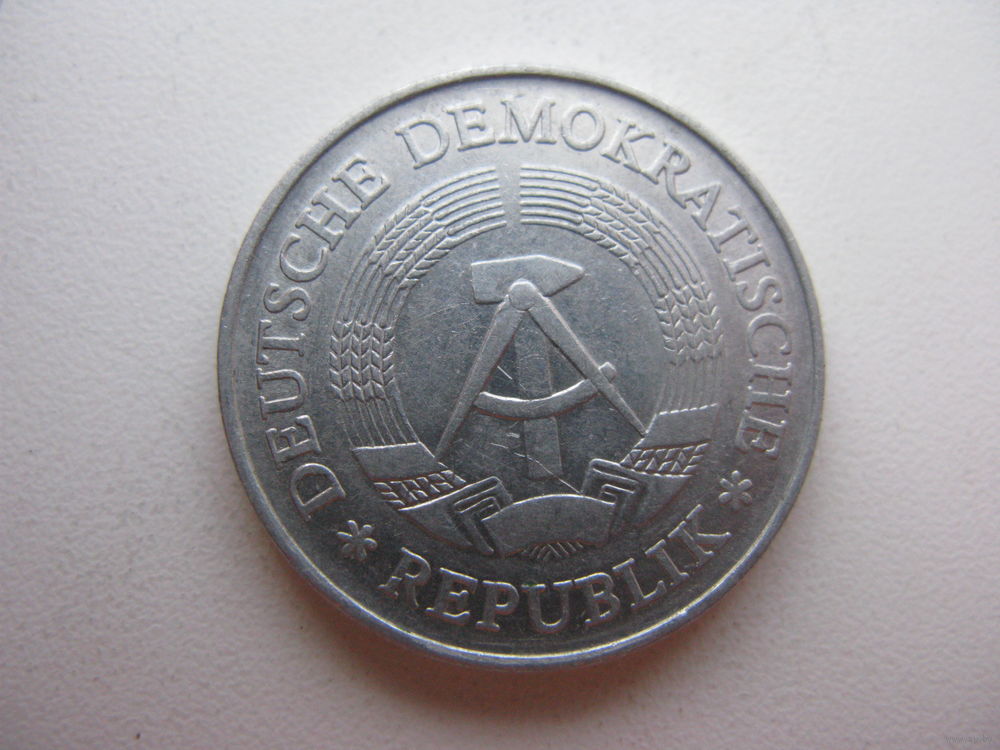 DEUTSCHE DEMOKRATISCHE
* REPUBLIK *